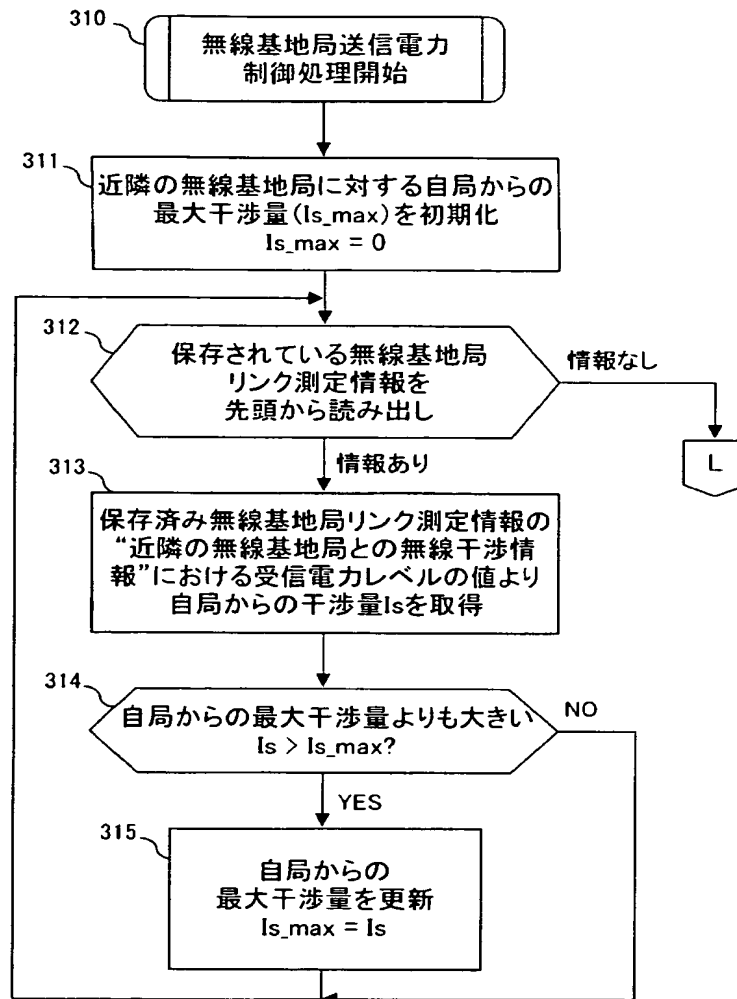 310
無線基地局送信電力
制御処理開始
311
近隣の無線基地局に対する自局からの
最大干渉量(Is_max)を初期化
Is_max = 0
312
保存されている無線基地局
リンク測定情報を
先頭から読み出し
情報なし
L
情報あり
313
保存済み無線基地局リンク測定情報の
“近隣の無線基地局との無線干渉情
報”における受信電力レベルの値より
自局からの干渉量Isを取得
314
自局からの最大干渉量よりも大きい
Is > Is_max?
NO
YES
315
自局からの
最大干渉量を更新
Is_max = Is